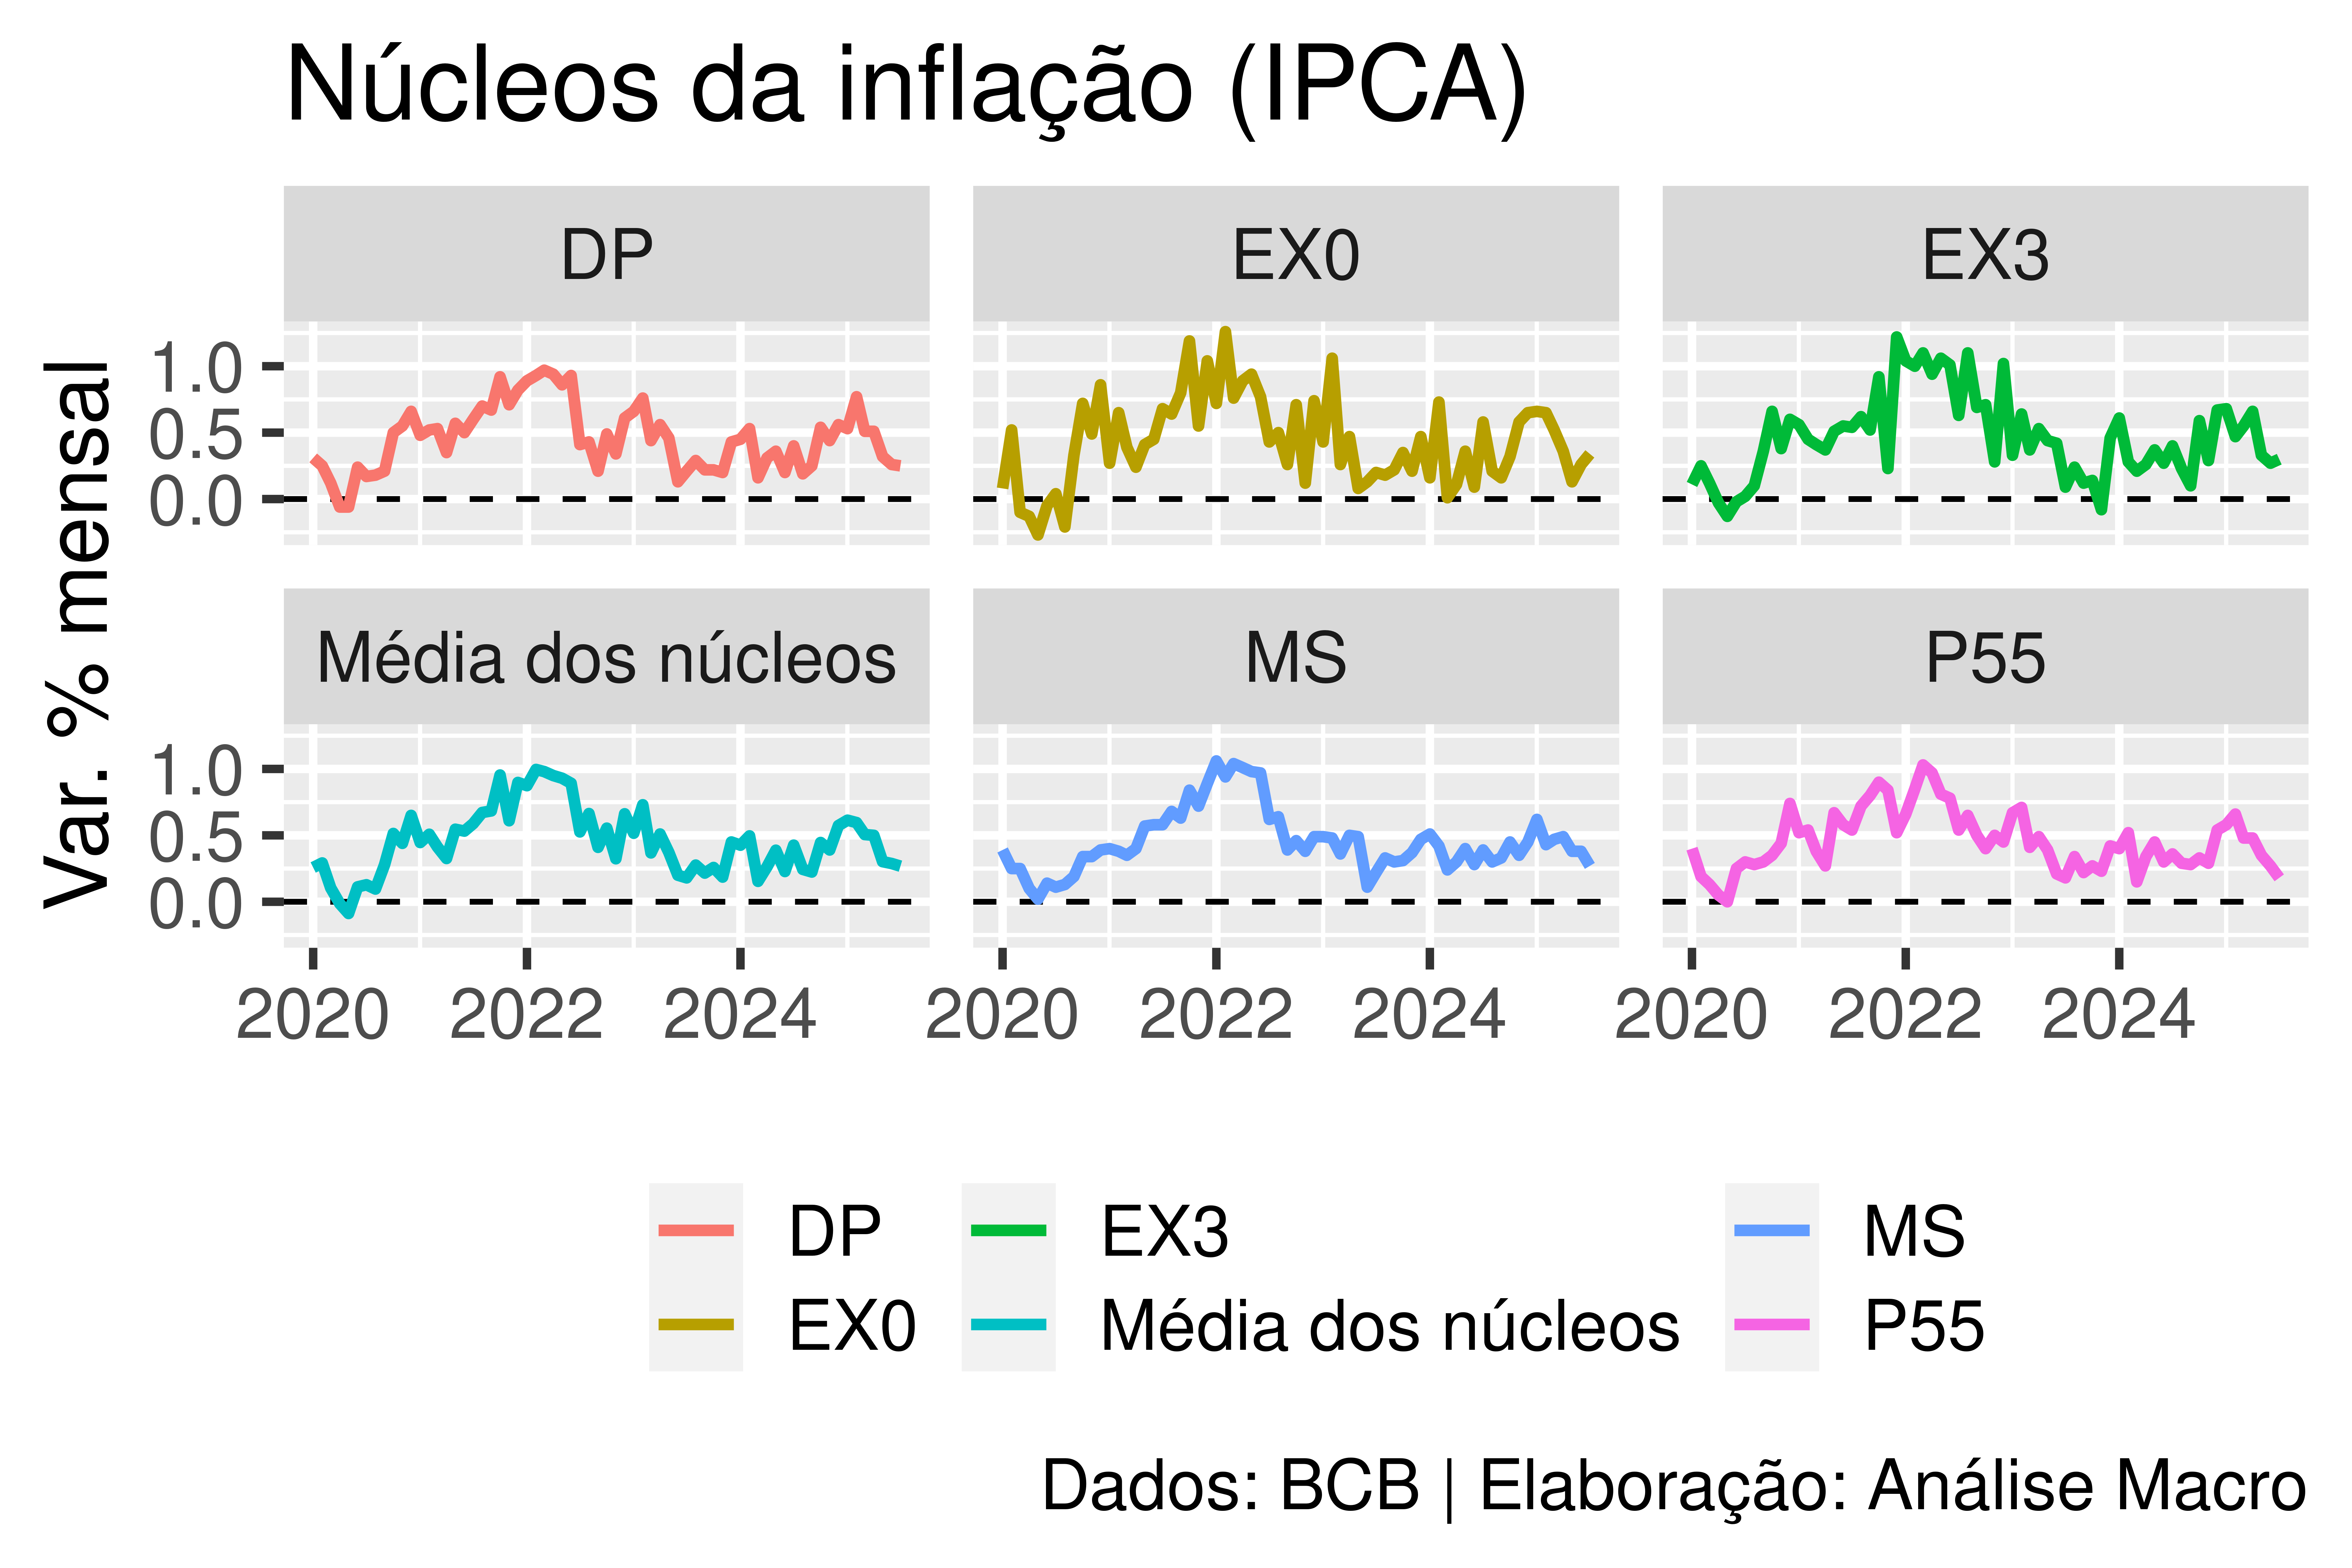 Núcleos da inflação (IPCA)
DP EX0 EX3
Var. % mensal
1.0
0.5
0.0
Média dos núcleos MS P55
1.0
0.5
0.0
2020 2022 2024 2020 2022 2024 2020 2022 2024
DP EX3 MS
EX0 Média dos núcleos P55
Dados: BCB | Elaboração: Análise Macro